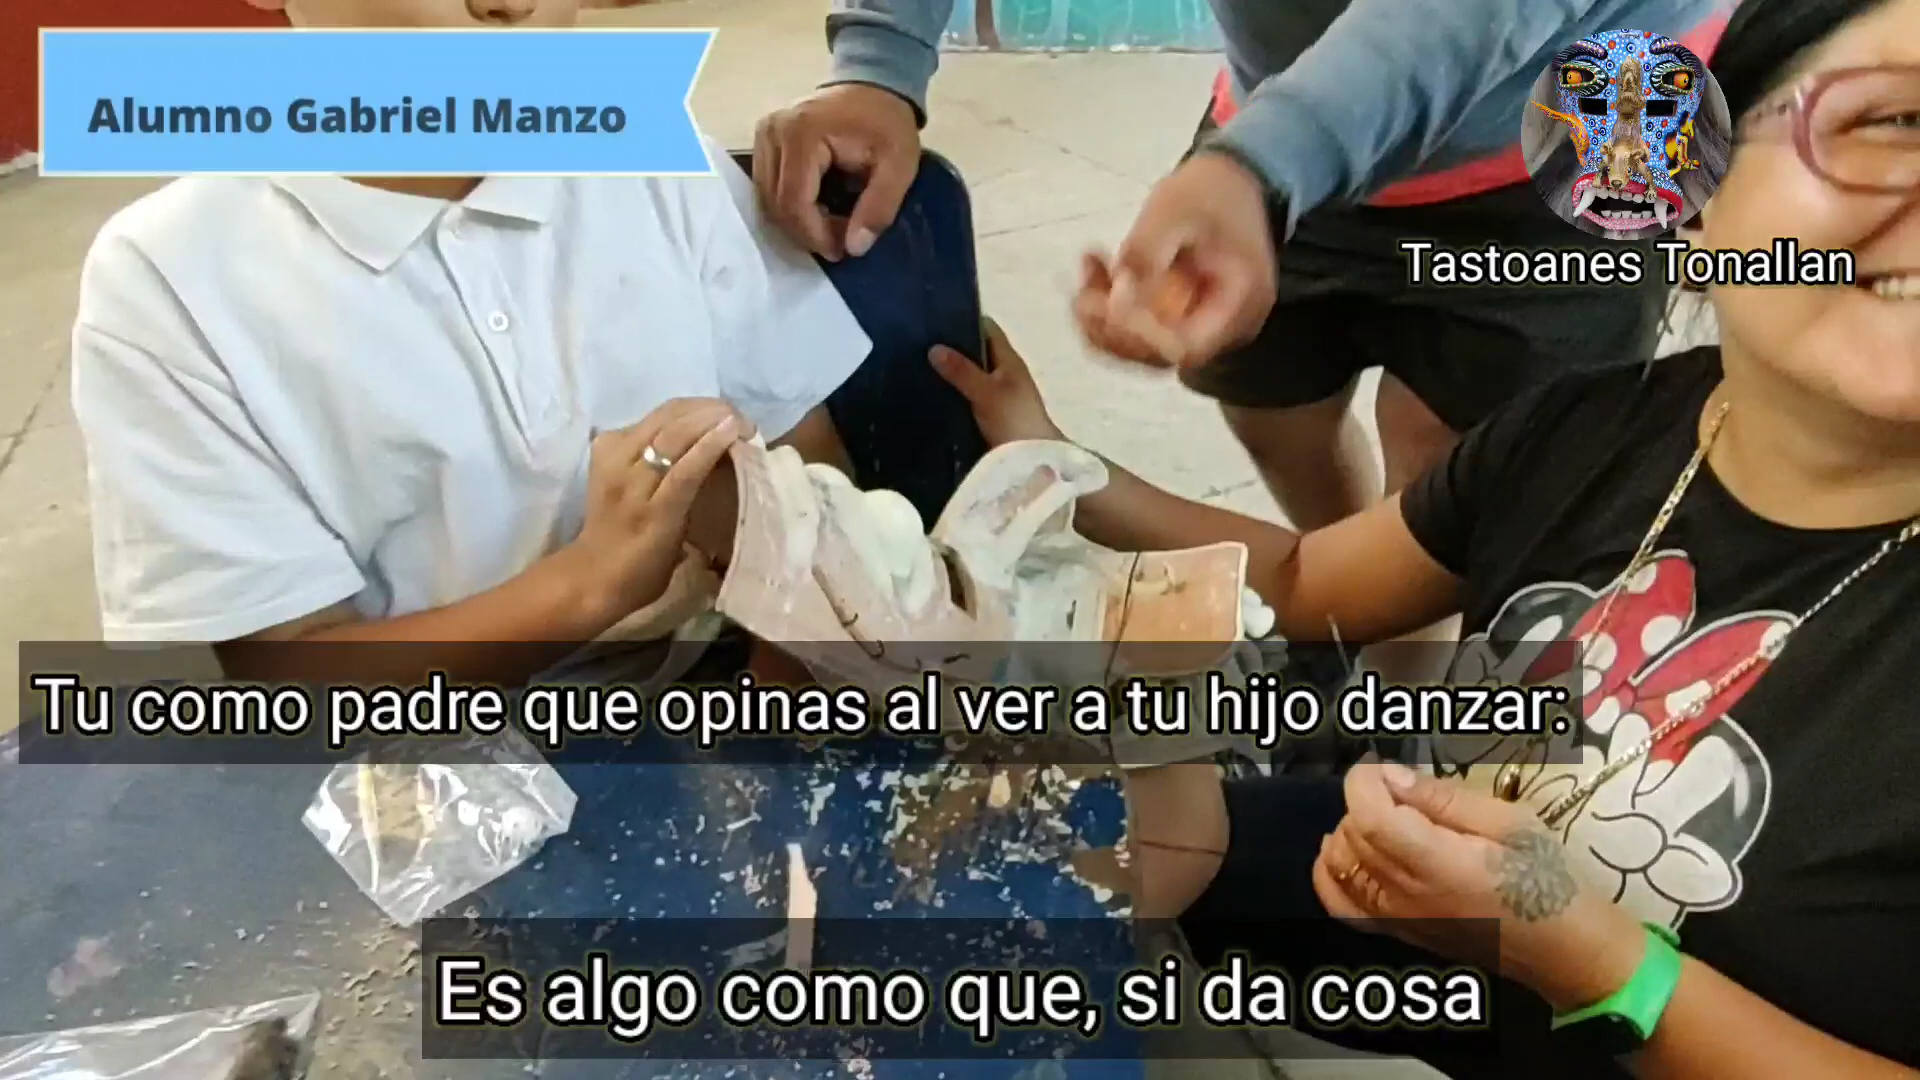 Alumno Gabriel Manzo
Tastoanes Tonallan
Tu como padre que opinas al ver a tu hijo danzar:
Es algo como que, si da cosa